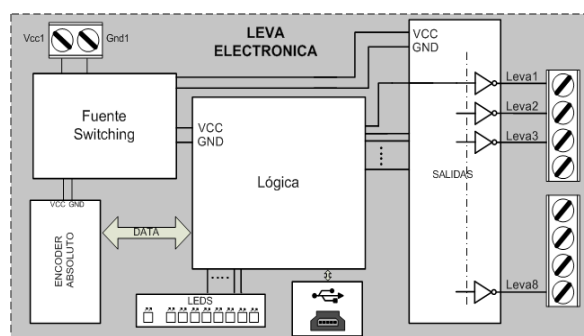 LEVA
ELECTRONICA
Vcc1
Gnd1
Fuente
Switching
VCC
GND
Leva1
Leva2
Leva3
VCC
GND
Lógica
SALIDAS
VCC GND
ENCODER
ABSOLUTO
DATA
LEDS
Leva8